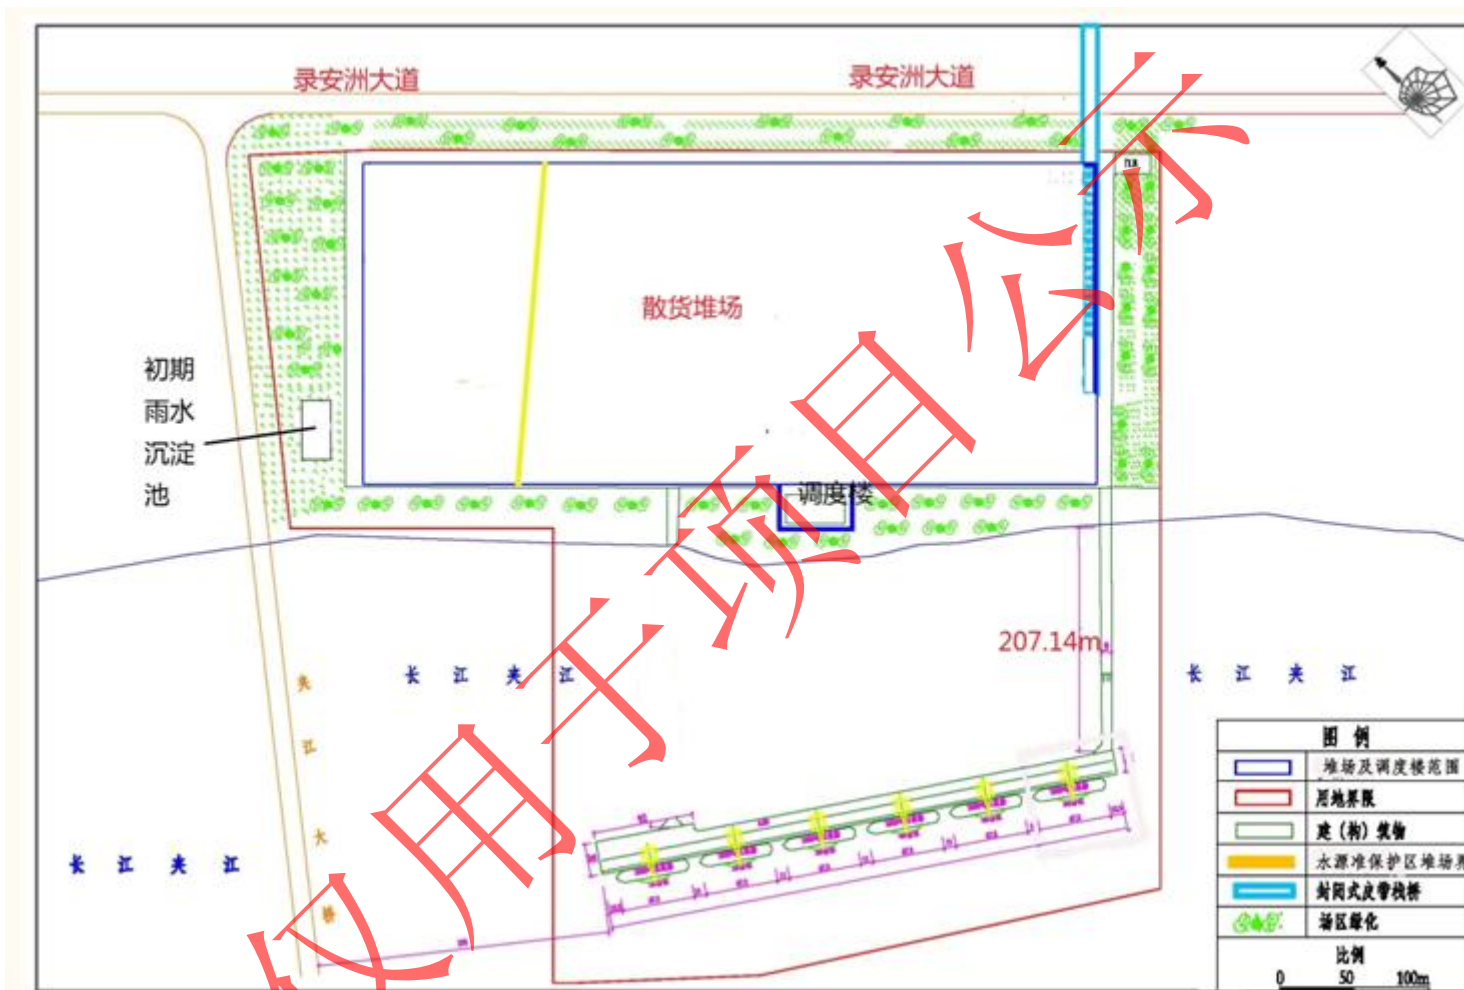 录安洲大道
录安洲大道
散货堆场
初期
雨水
沉淀
池
调度楼
207.14m
长江夹江
长江夹江
长江夹江
夹江大桥
仅用于项目公示
图例
堆场及调度楼范围
用地界限
建（构）筑物
水源准保护区堆场界
封闭式皮带栈桥
场区绿化
比例
0 50 100m